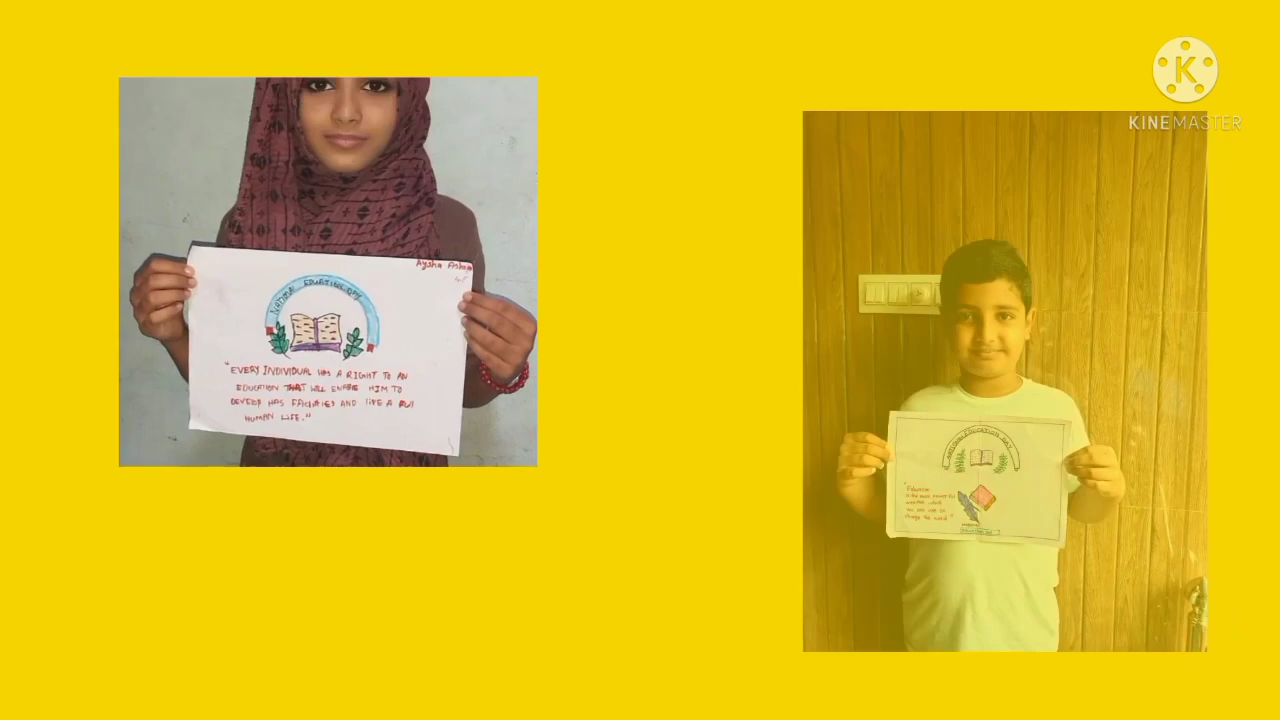 KINEMASTER
Aysha
NATIONAL EDUATION DAY
"EVERY INDIVIDUAL HAS A RIGHT TO AN
EDUCATION THAT WILL ENABLE HIM TO
DEVELOP HAS FACULTIES AND LIVE A FULL
HUMAN LIFE."
NATIONAL EDUCATION DAY
"Education
is the most powerful
weapon which
you can use to
change the world"